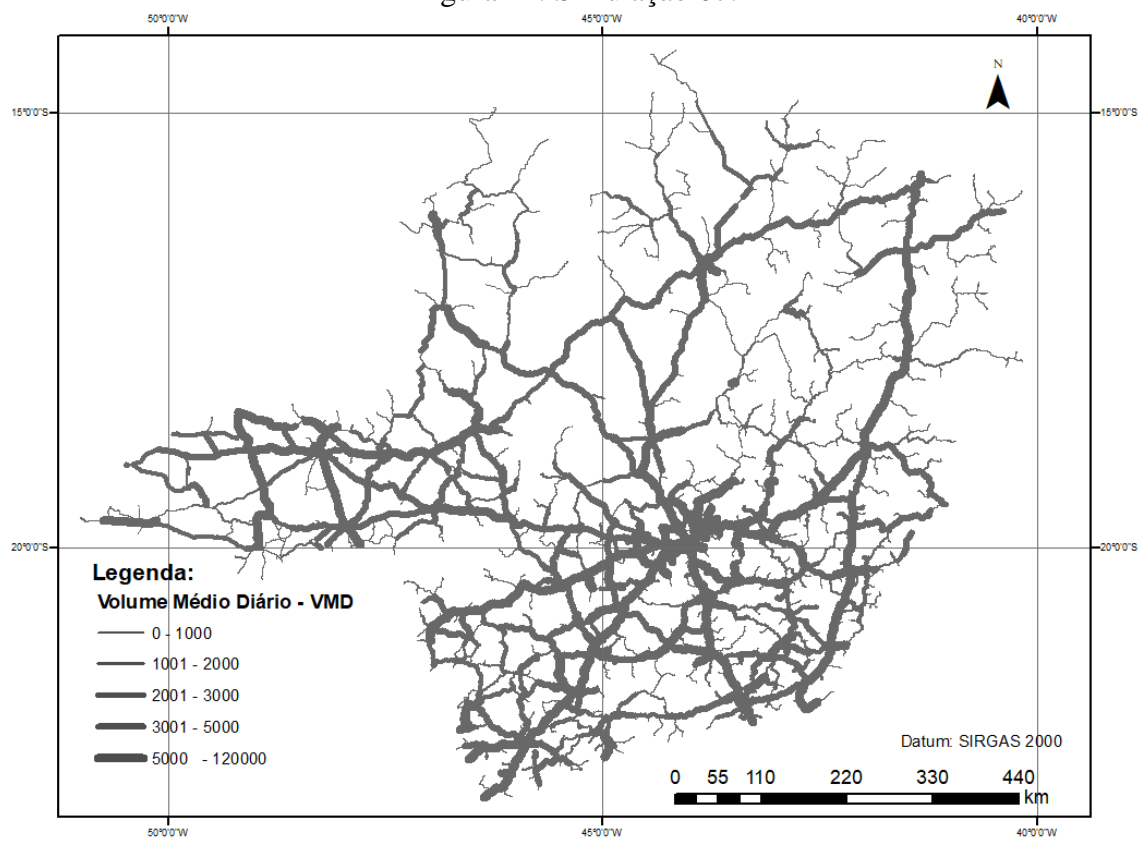 50°0'0"W 45°0'0"W 40°0'0"W
N
15°0'0"S 15°0'0"S
20°0'0"S 20°0'0"S
Legenda:
Volume Médio Diário - VMD
0 - 1000
1001 - 2000
2001 - 3000
3001 - 5000
5000 - 120000
Datum: SIRGAS 2000
0 55 110 220 330 440
km
50°0'0"W 45°0'0"W 40°0'0"W